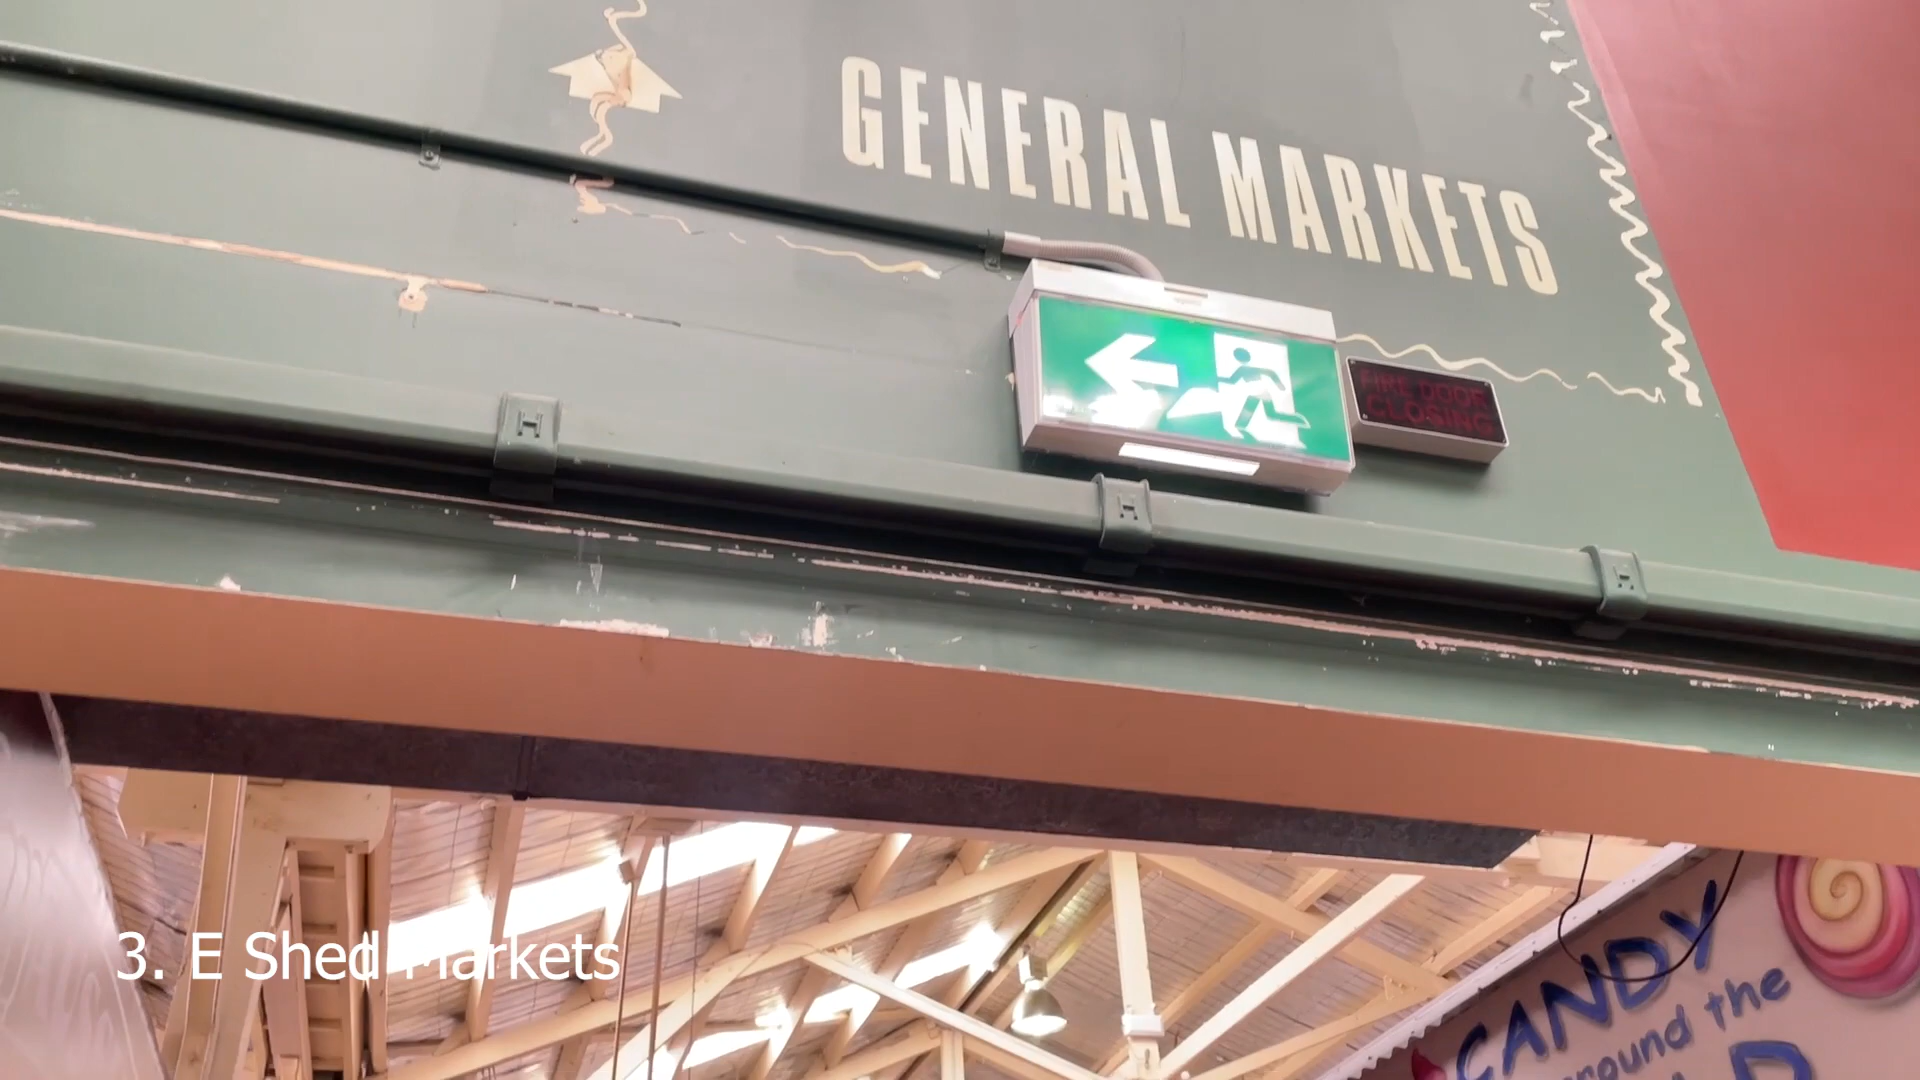 GENERAL MARKETS
FIRE DOOR
CLOSING
H
H
H
3. E Shed Markets
CANDY
around the